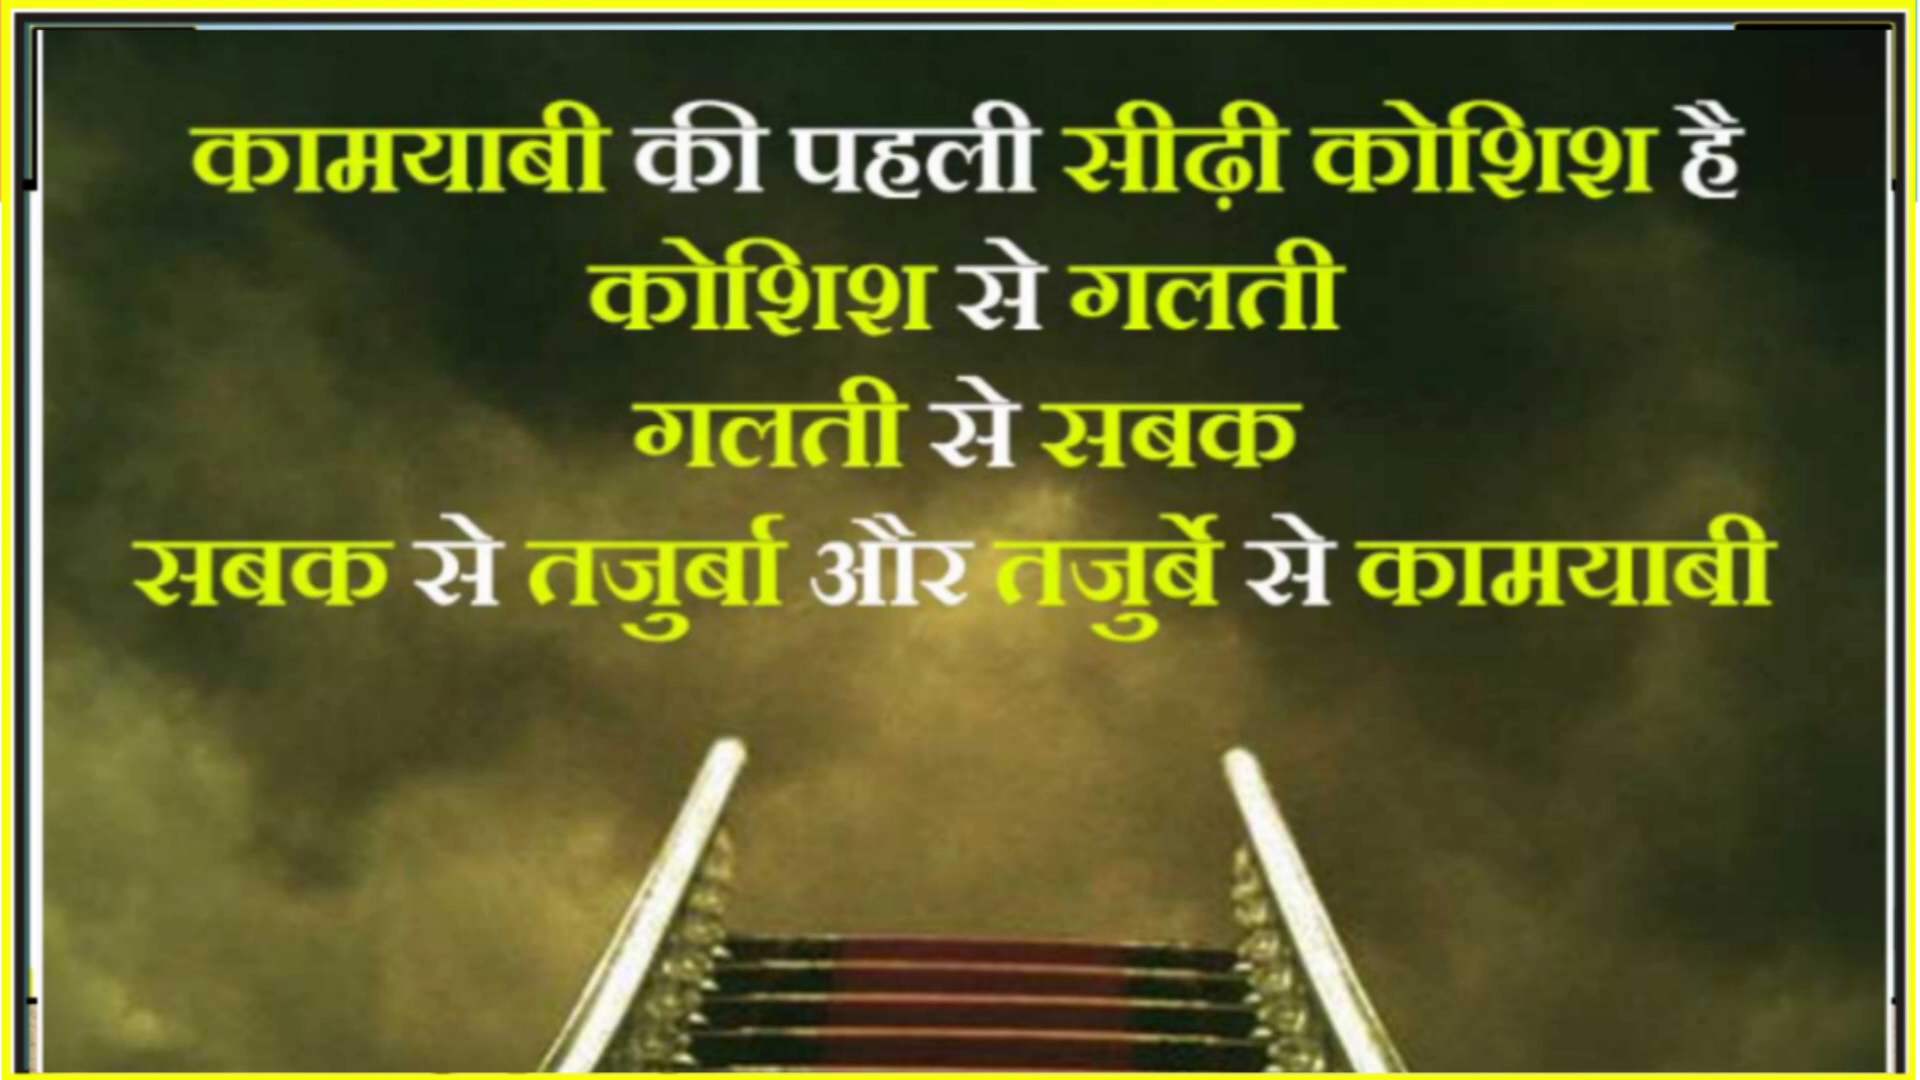 कामयाबी की पहली सीढ़ी कोशिश है
कोशिश से गलती
गलती से सबक
सबक से तजुर्बा और तजुर्बे से कामयाबी